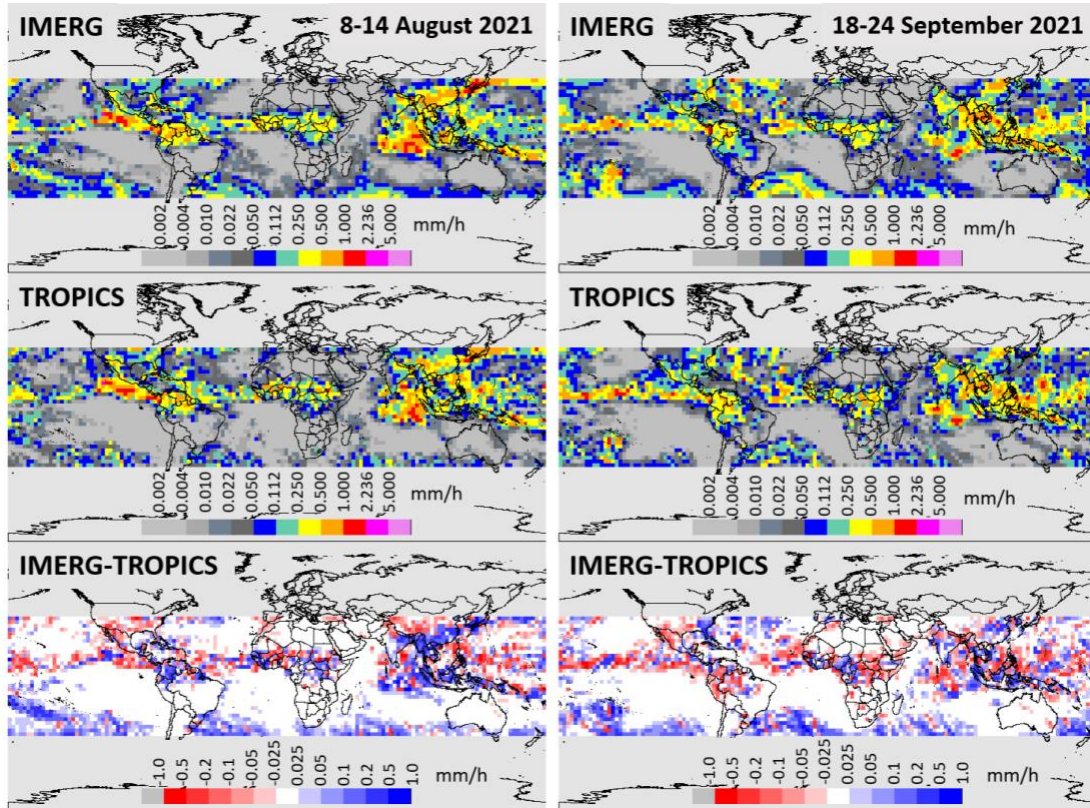 IMERG 8-14 August 2021
0.002 0.004 0.010 0.022 0.050 0.112 0.250 0.500 1.000 2.236 5.000 mm/h
IMERG 18-24 September 2021
0.002 0.004 0.010 0.022 0.050 0.112 0.250 0.500 1.000 2.236 5.000 mm/h
TROPICS
0.002 0.004 0.010 0.022 0.050 0.112 0.250 0.500 1.000 2.236 5.000 mm/h
TROPICS
0.002 0.004 0.010 0.022 0.050 0.112 0.250 0.500 1.000 2.236 5.000 mm/h
IMERG-TROPICS
-1.0 -0.5 -0.2 -0.1 -0.05 -0.025 0.025 0.05 0.1 0.2 0.5 1.0 mm/h
IMERG-TROPICS
-1.0 -0.5 -0.2 -0.1 -0.05 -0.025 0.025 0.05 0.1 0.2 0.5 1.0 mm/h